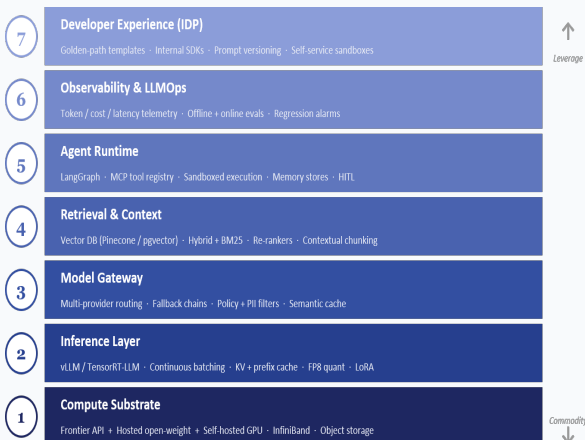 7
Developer Experience (IDP)
Golden-path templates · Internal SDKs · Prompt versioning · Self-service sandboxes
Leverage
6
Observability & LLMOps
Token / cost / latency telemetry · Offline + online evals · Regression alarms
5
Agent Runtime
LangGraph · MCP tool registry · Sandboxed execution · Memory stores · HITL
4
Retrieval & Context
Vector DB (Pinecone / pgvector) · Hybrid + BM25 · Re-rankers · Contextual chunking
3
Model Gateway
Multi-provider routing · Fallback chains · Policy + PII filters · Semantic cache
2
Inference Layer
vLLM / TensorRT-LLM · Continuous batching · KV + prefix cache · FP8 quant · LoRA
1
Compute Substrate
Frontier API + Hosted open-weight + Self-hosted GPU · InfiniBand · Object storage
Commodity